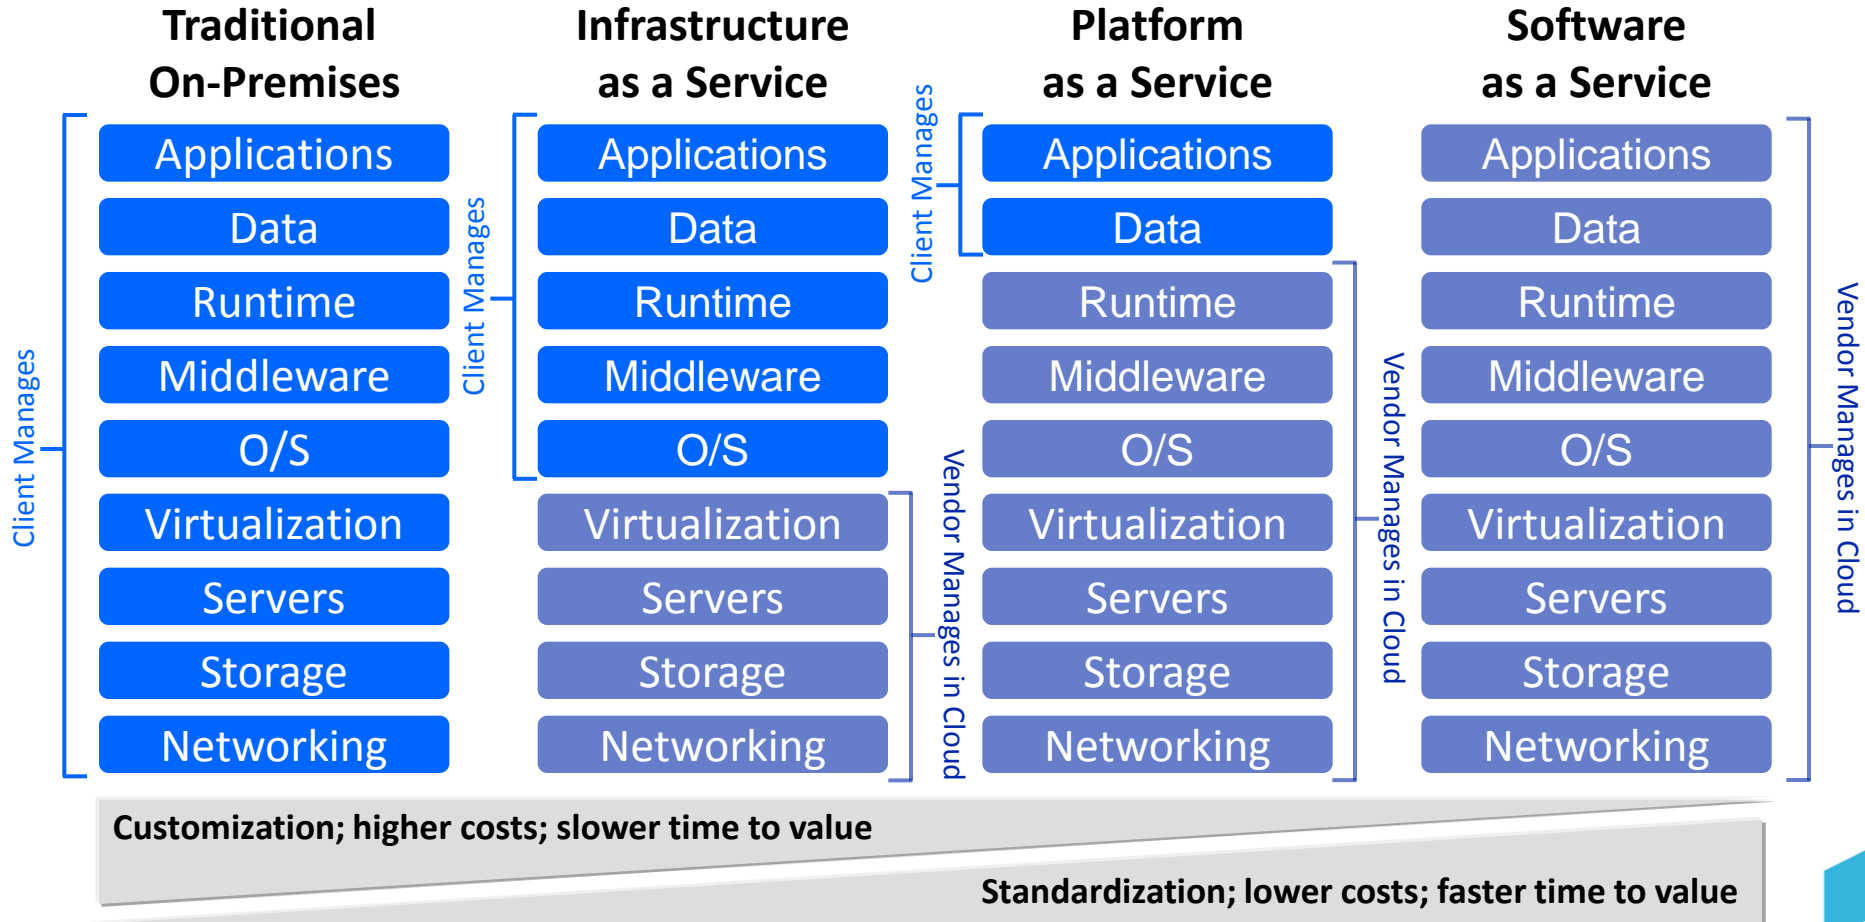 Traditional
On-Premises
Client Manages
Applications
Data
Runtime
Middleware
O/S
Virtualization
Servers
Storage
Networking
Infrastructure
as a Service
Client Manages
Applications
Data
Runtime
Middleware
O/S
Virtualization
Servers
Storage
Networking
Vendor Manages in Cloud
Platform
as a Service
Client Manages
Applications
Data
Runtime
Middleware
O/S
Virtualization
Servers
Storage
Networking
Vendor Manages in Cloud
Software
as a Service
Applications
Data
Runtime
Middleware
O/S
Virtualization
Servers
Storage
Networking
Vendor Manages in Cloud
Customization; higher costs; slower time to value
Standardization; lower costs; faster time to value